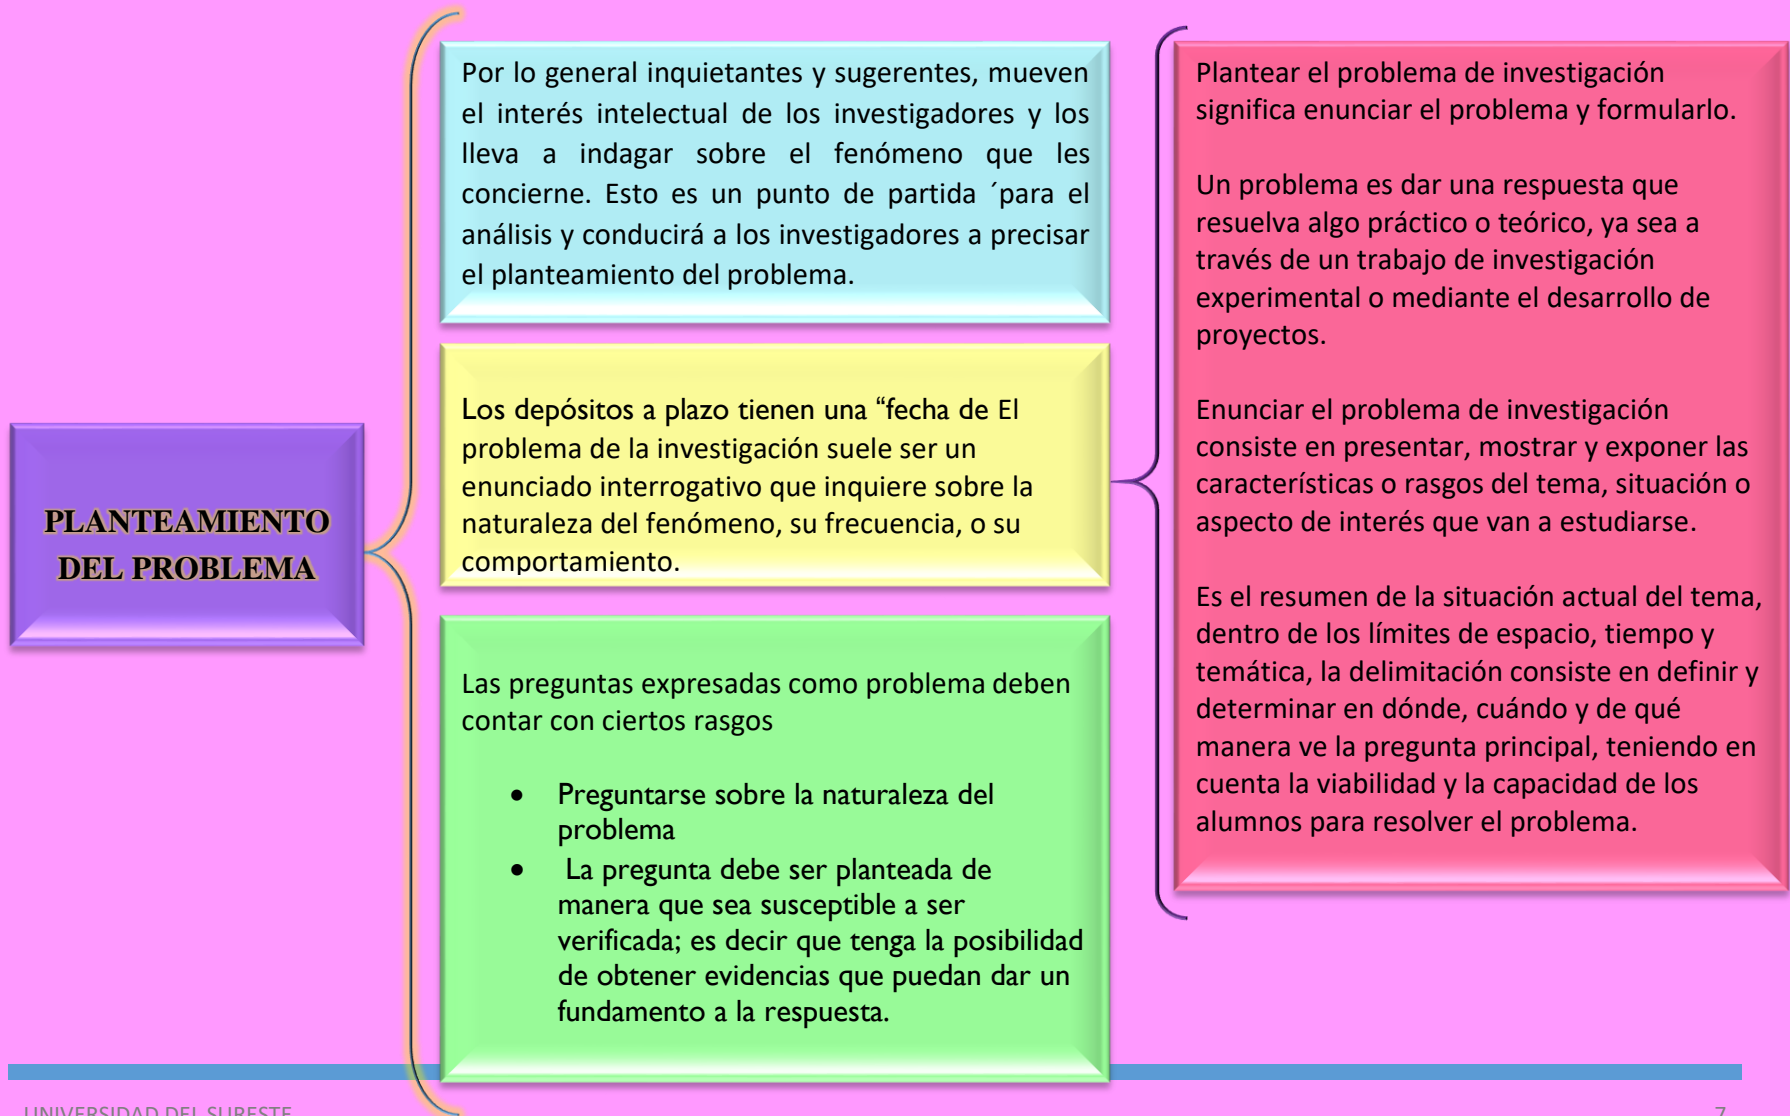 PLANTEAMIENTO
DEL PROBLEMA
Por lo general inquietantes y sugerentes, mueven
el interés intelectual de los investigadores y los
lleva a indagar sobre el fenómeno que les
concierne. Esto es un punto de partida ´para el
análisis y conducirá a los investigadores a precisar
el planteamiento del problema.
Los depósitos a plazo tienen una “fecha de El
problema de la investigación suele ser un
enunciado interrogativo que inquiere sobre la
naturaleza del fenómeno, su frecuencia, o su
comportamiento.
Las preguntas expresadas como problema deben
contar con ciertos rasgos
• Preguntarse sobre la naturaleza del
problema
• La pregunta debe ser planteada de
manera que sea susceptible a ser
verificada; es decir que tenga la posibilidad
de obtener evidencias que puedan dar un
fundamento a la respuesta.
Plantear el problema de investigación
significa enunciar el problema y formularlo.
Un problema es dar una respuesta que
resuelva algo práctico o teórico, ya sea a
través de un trabajo de investigación
experimental o mediante el desarrollo de
proyectos.
Enunciar el problema de investigación
consiste en presentar, mostrar y exponer las
características o rasgos del tema, situación o
aspecto de interés que van a estudiarse.
Es el resumen de la situación actual del tema,
dentro de los límites de espacio, tiempo y
temática, la delimitación consiste en definir y
determinar en dónde, cuándo y de qué
manera ve la pregunta principal, teniendo en
cuenta la viabilidad y la capacidad de los
alumnos para resolver el problema.
UNIVERSIDAD DEL SURESTE
7